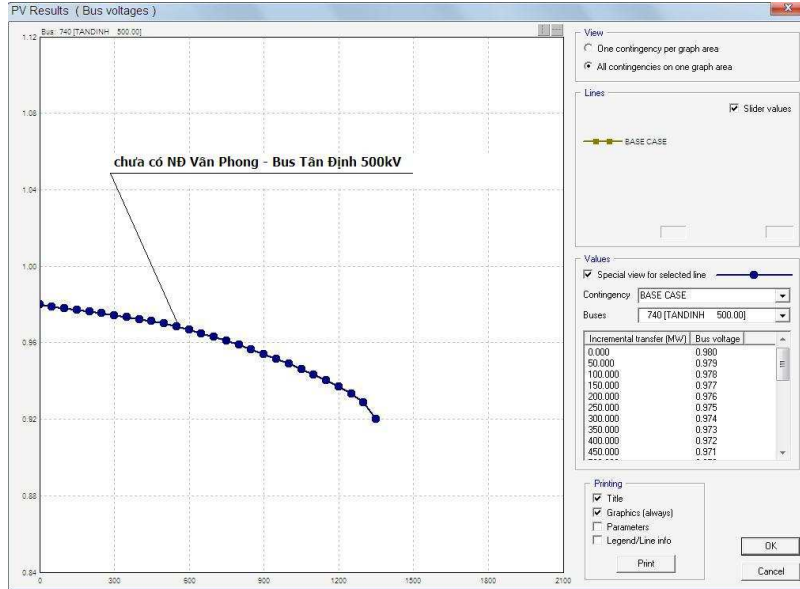 PV Results ( Bus voltages )
Bus: 740 [TANDINH 500.00]
1.12
1.08
1.04
1.00
0.96
0.92
0.88
0.84
0
300
600
900
1200
1500
1800
2100
chưa có NĐ Vân Phong - Bus Tân Định 500kV
View
One contingency per graph area
All contingencies on one graph area
Lines
Slider values
BASE CASE
Values
Special view for selected line
Contingency BASE CASE
Buses 740 [TANDINH 500.00]
Incremental transfer (MW) Bus voltage
0.000 0.980
50.000 0.979
100.000 0.978
150.000 0.977
200.000 0.976
250.000 0.975
300.000 0.974
350.000 0.973
400.000 0.972
450.000 0.971
Printing
Title
Graphics (always)
Parameters
Legend/Line info
Print
OK
Cancel